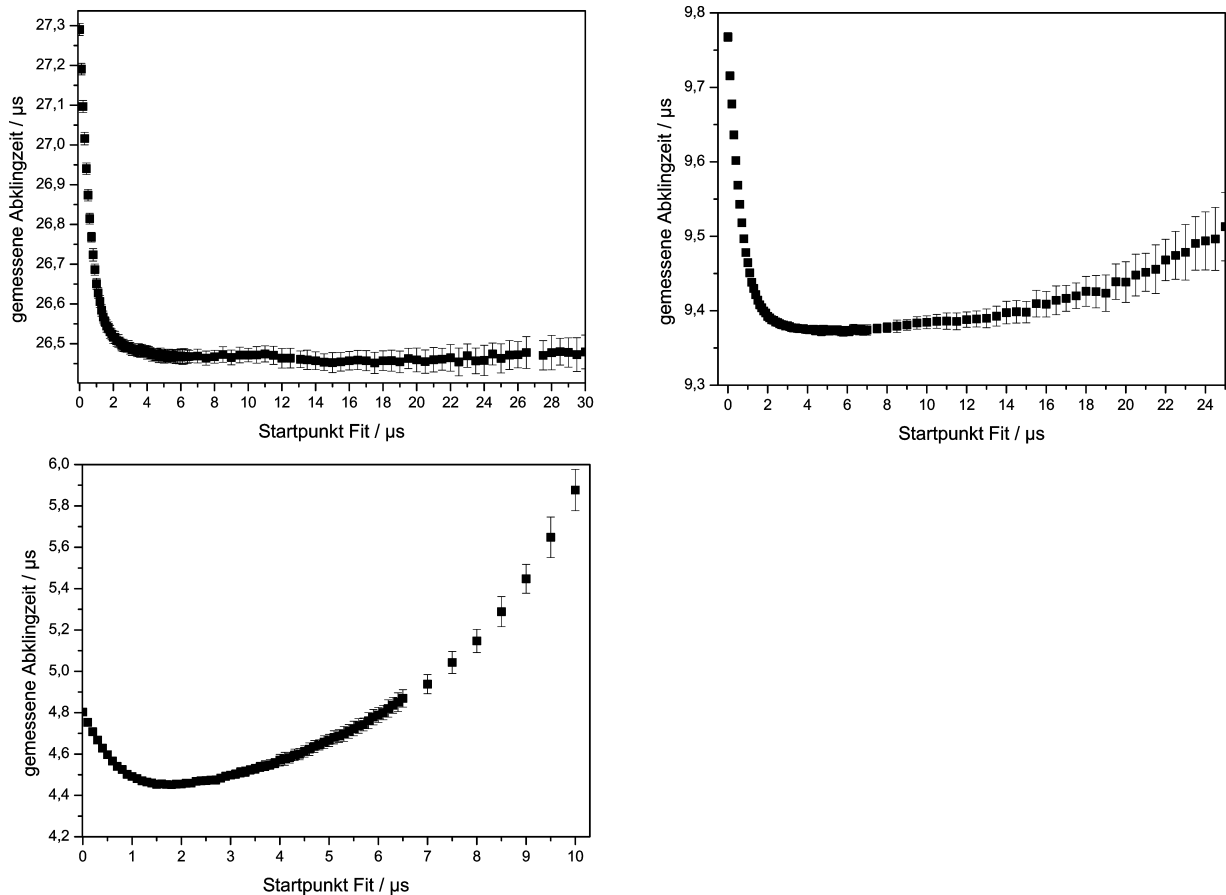 27,3
27,2
27,1
27,0
26,9
26,8
26,7
26,6
26,5
gemessene Abklingzeit / µs
0 2 4 6 8 10 12 14 16 18 20 22 24 26 28 30
Startpunkt Fit / µs
9,8
9,7
9,6
9,5
9,4
9,3
gemessene Abklingzeit / µs
0 2 4 6 8 10 12 14 16 18 20 22 24
Startpunkt Fit / µs
6,0
5,8
5,6
5,4
5,2
5,0
4,8
4,6
4,4
4,2
gemessene Abklingzeit / µs
0 1 2 3 4 5 6 7 8 9 10
Startpunkt Fit / µs